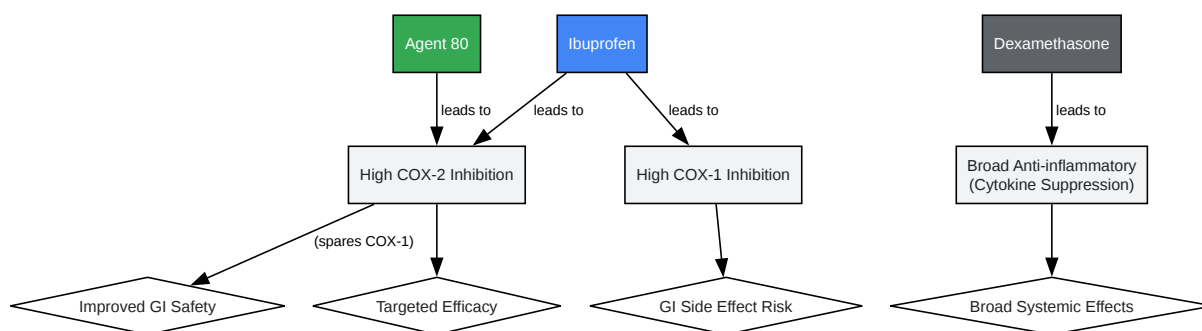 Agent 80
Ibuprofen
Dexamethasone
leads to
leads to
leads to
leads to
High COX-2 Inhibition
High COX-1 Inhibition
Broad Anti-inflammatory
(Cytokine Suppression)
(spares COX-1)
Improved GI Safety
Targeted Efficacy
GI Side Effect Risk
Broad Systemic Effects